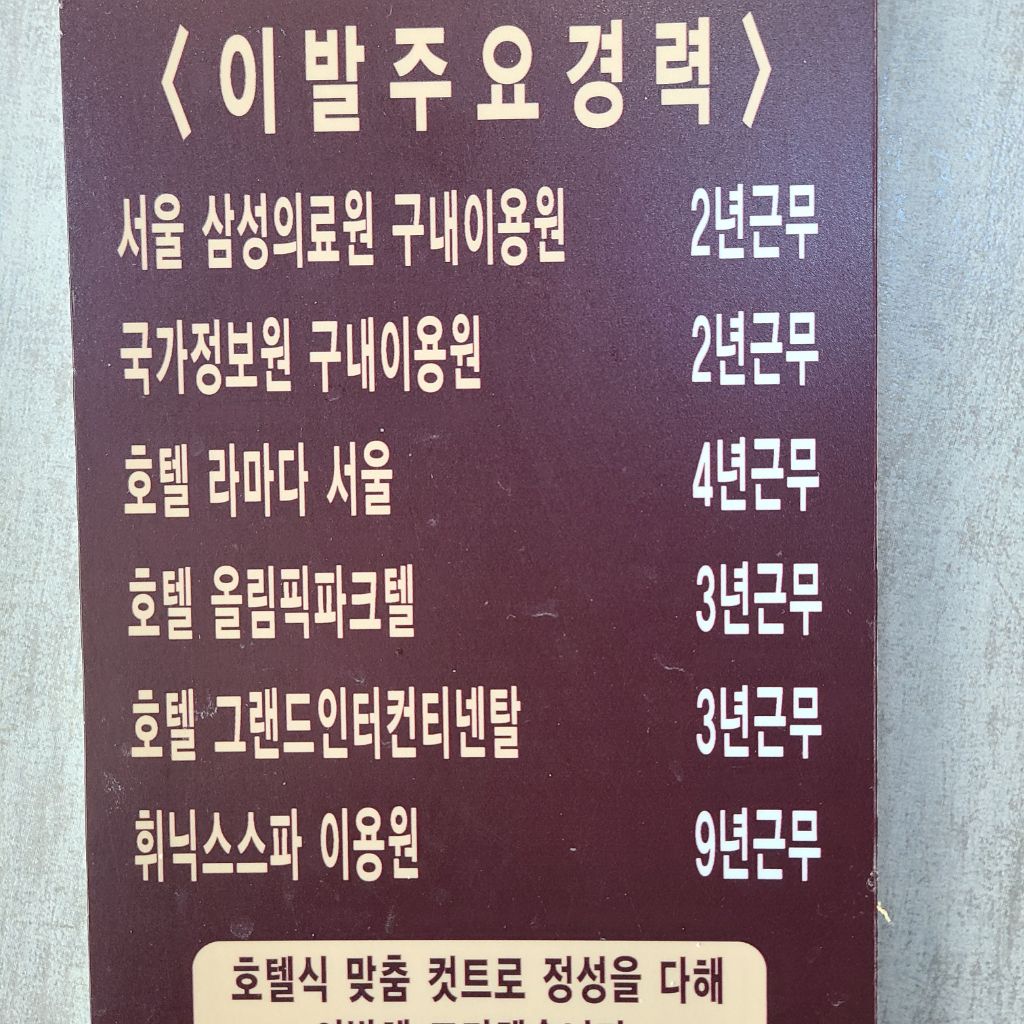 〈이발주요경력〉
서울 삼성의료원 구내이용원 2년근무
국가정보원 구내이용원 2년근무
호텔 라마다 서울 4년근무
호텔 올림픽파크텔 3년근무
호텔 그랜드인터컨티넨탈 3년근무
휘닉스스파 이용원 9년근무
호텔식 맞춤 컷트로 정성을 다해